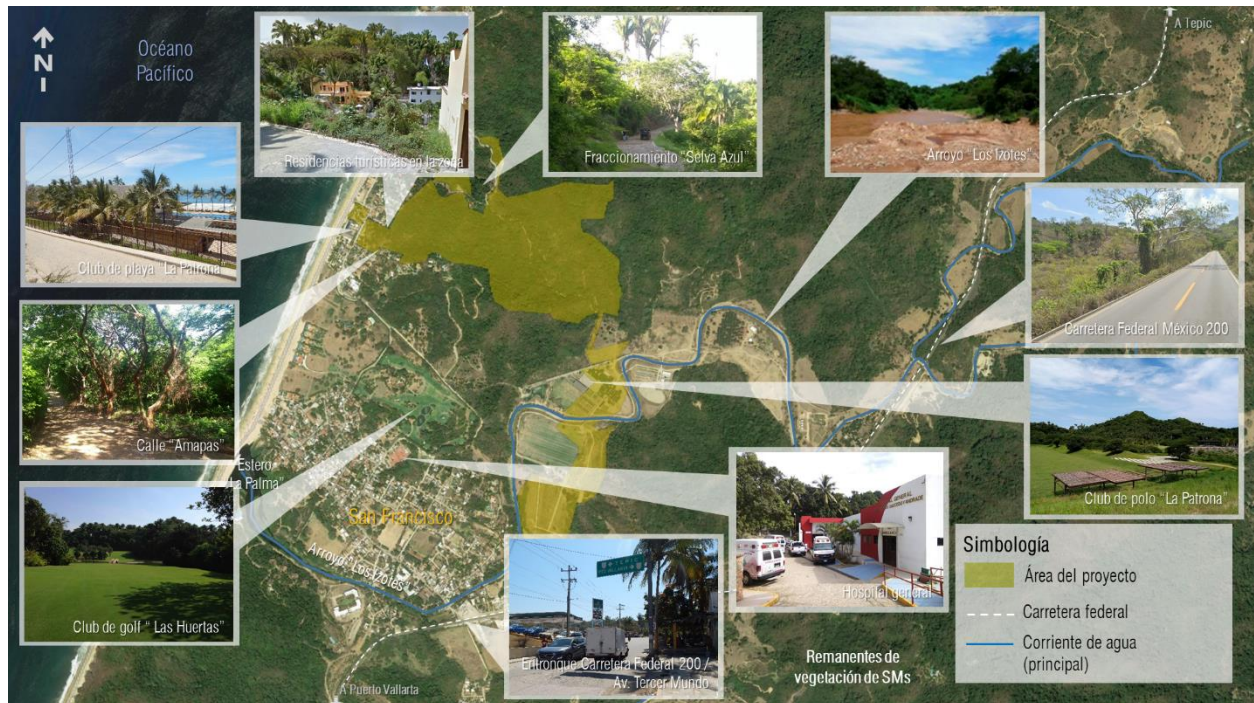 N
Océano
Pacífico
A Tepic
Residencias turísticas en la zona
Fraccionamiento "Selva Azul"
Arroyo "Los Izotes"
Club de playa "La Patrona"
Carretera Federal México 200
Calle "Amapas"
Club de polo "La Patrona"
Estero
"La Palma"
San Francisco
Arroyo "Los Izotes"
Club de golf " Las Huertas"
Hospital general
Entronque Carretera Federal 200 /
Av. Tercer Mundo
A Puerto Vallarta
Remanentes de
vegetación de SMs
Simbología
Área del proyecto
Carretera federal
Corriente de agua
(principal)